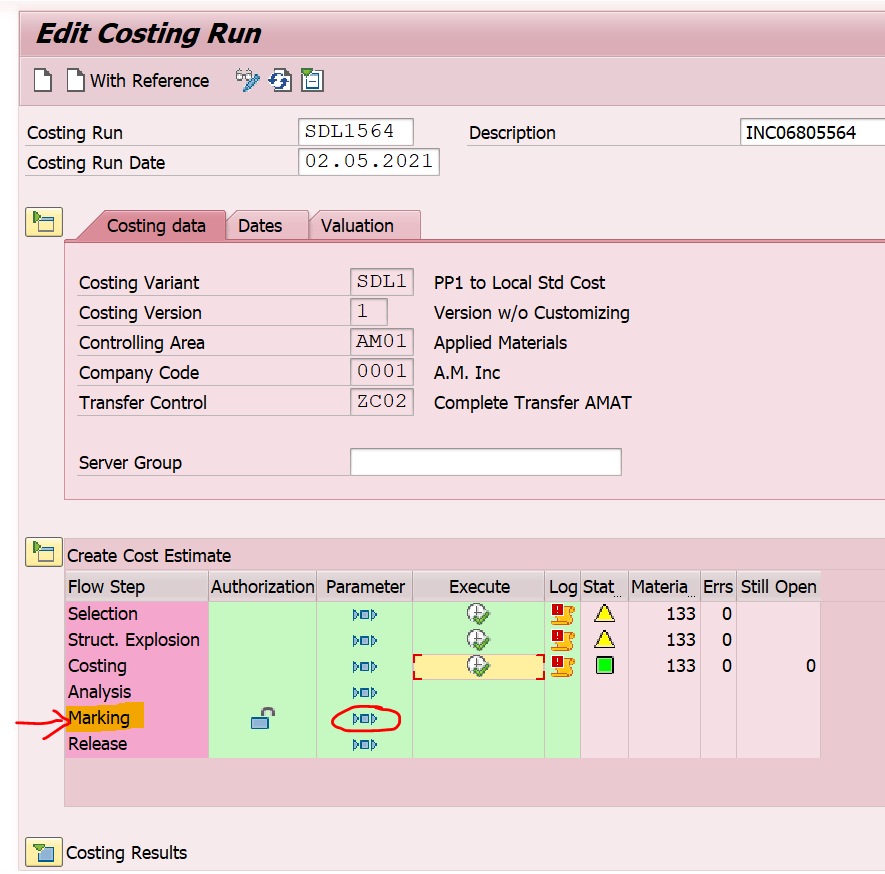 Edit Costing Run
With Reference
Costing Run SDL1564 Description INC06805564
Costing Run Date 02.05.2021
Costing data Dates Valuation
Costing Variant SDL1 PP1 to Local Std Cost
Costing Version 1 Version w/o Customizing
Controlling Area AM01 Applied Materials
Company Code 0001 A.M. Inc
Transfer Control ZC02 Complete Transfer AMAT
Server Group
Create Cost Estimate
Flow Step Authorization Parameter Execute Log Stat... Materia... Errs Still Open
Selection 133 0
Struct. Explosion 133 0
Costing 133 0 0
Analysis
Marking
Release
Costing Results